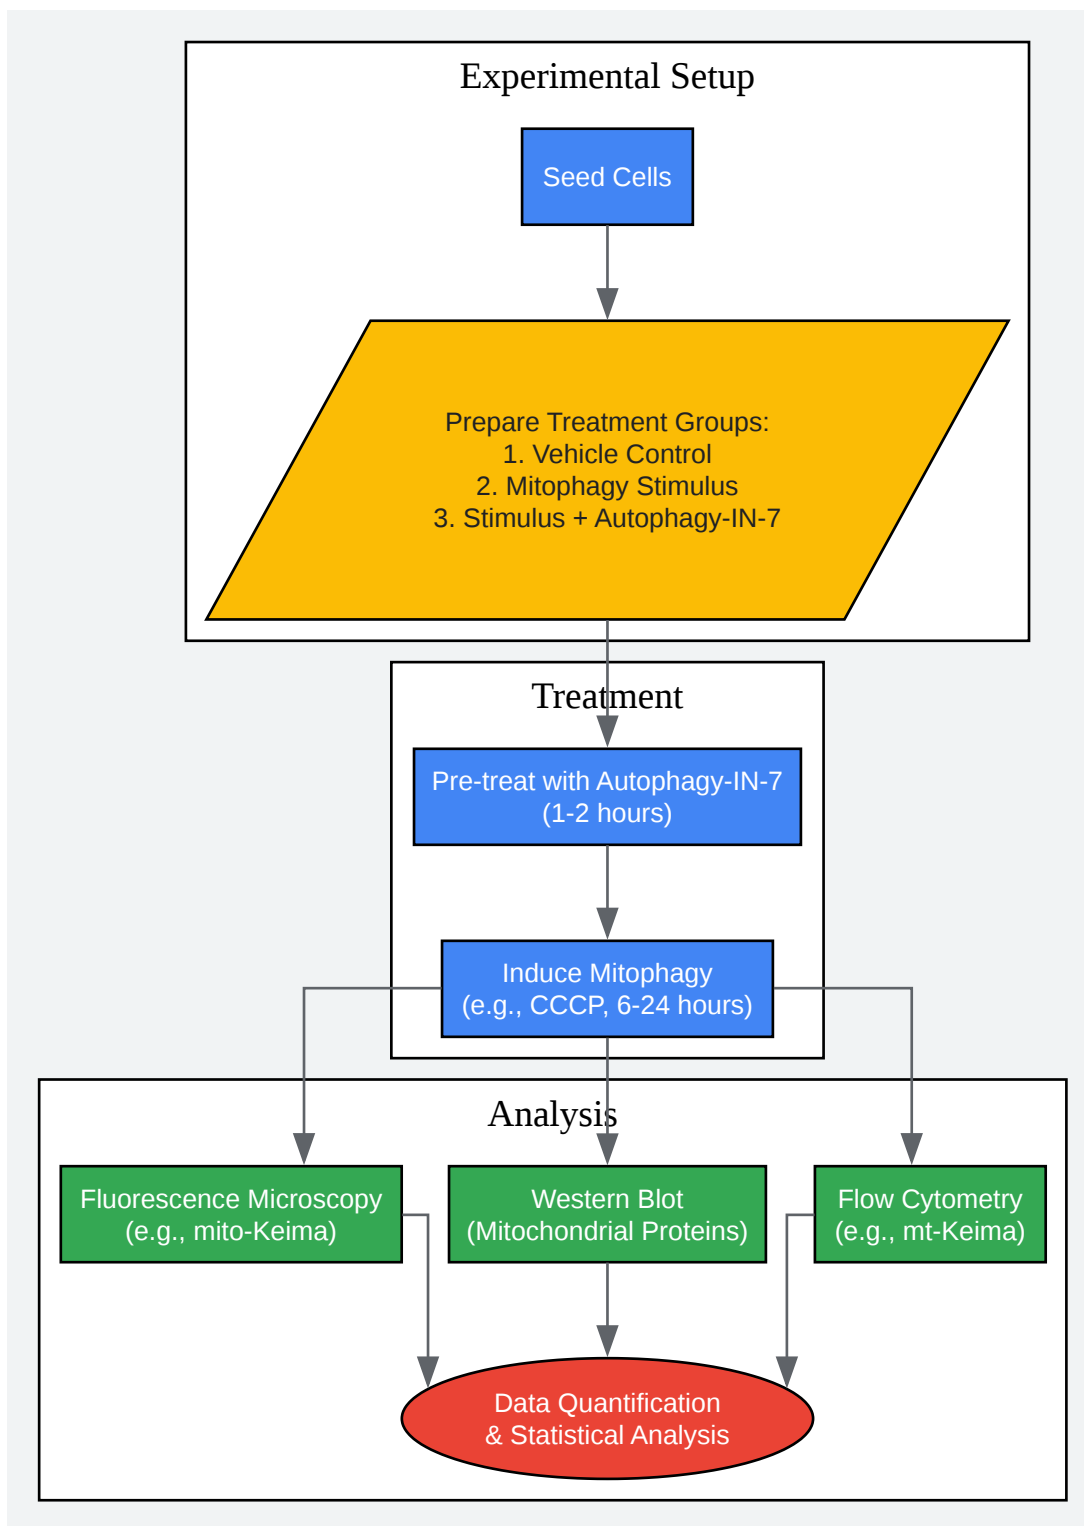 Experimental Setup
Seed Cells
Prepare Treatment Groups:
1. Vehicle Control
2. Mitophagy Stimulus
3. Stimulus + Autophagy-IN-7
Treatment
Pre-treat with Autophagy-IN-7
(1-2 hours)
Induce Mitophagy
(e.g., CCCP, 6-24 hours)
Analysis
Fluorescence Microscopy
(e.g., mito-Keima)
Western Blot
(Mitochondrial Proteins)
Flow Cytometry
(e.g., mt-Keima)
Data Quantification
& Statistical Analysis